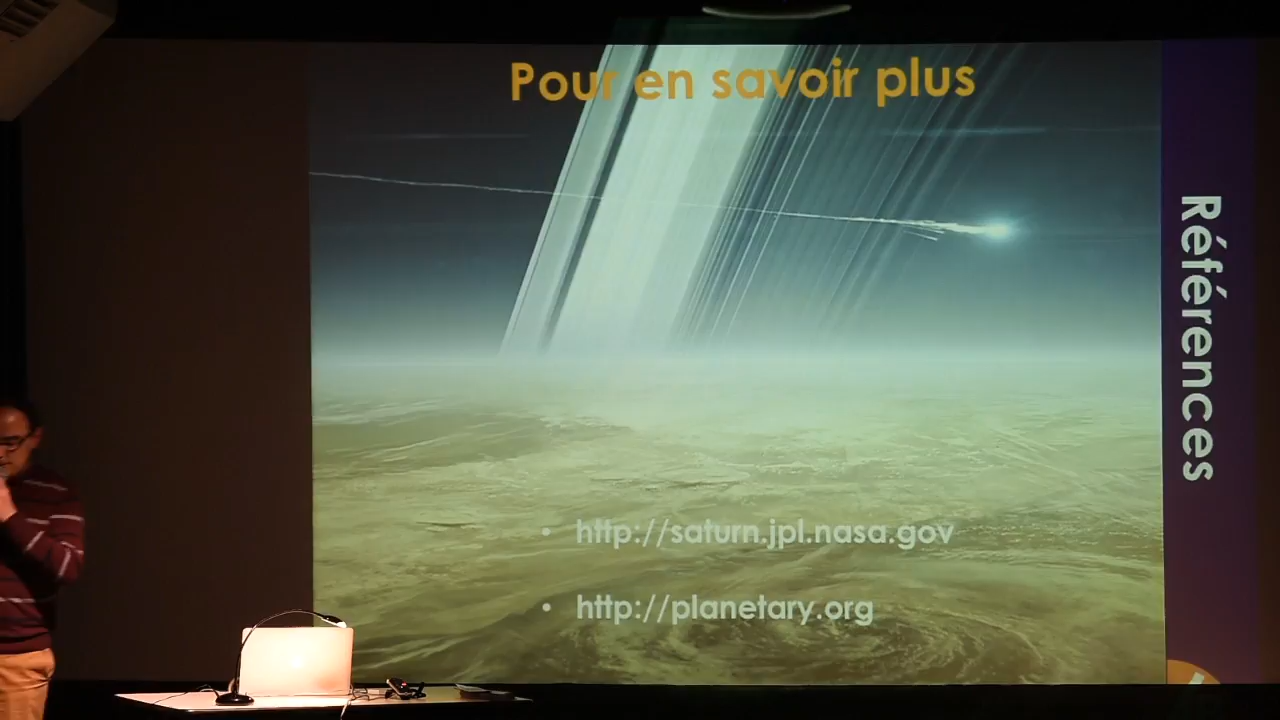 Pour en savoir plus
Références
• http://saturn.jpl.nasa.gov
• http://planetary.org